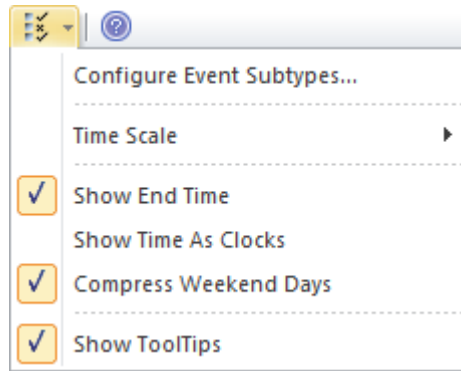 Configure Event Subtypes...
Time Scale
Show End Time
Show Time As Clocks
Compress Weekend Days
Show ToolTips